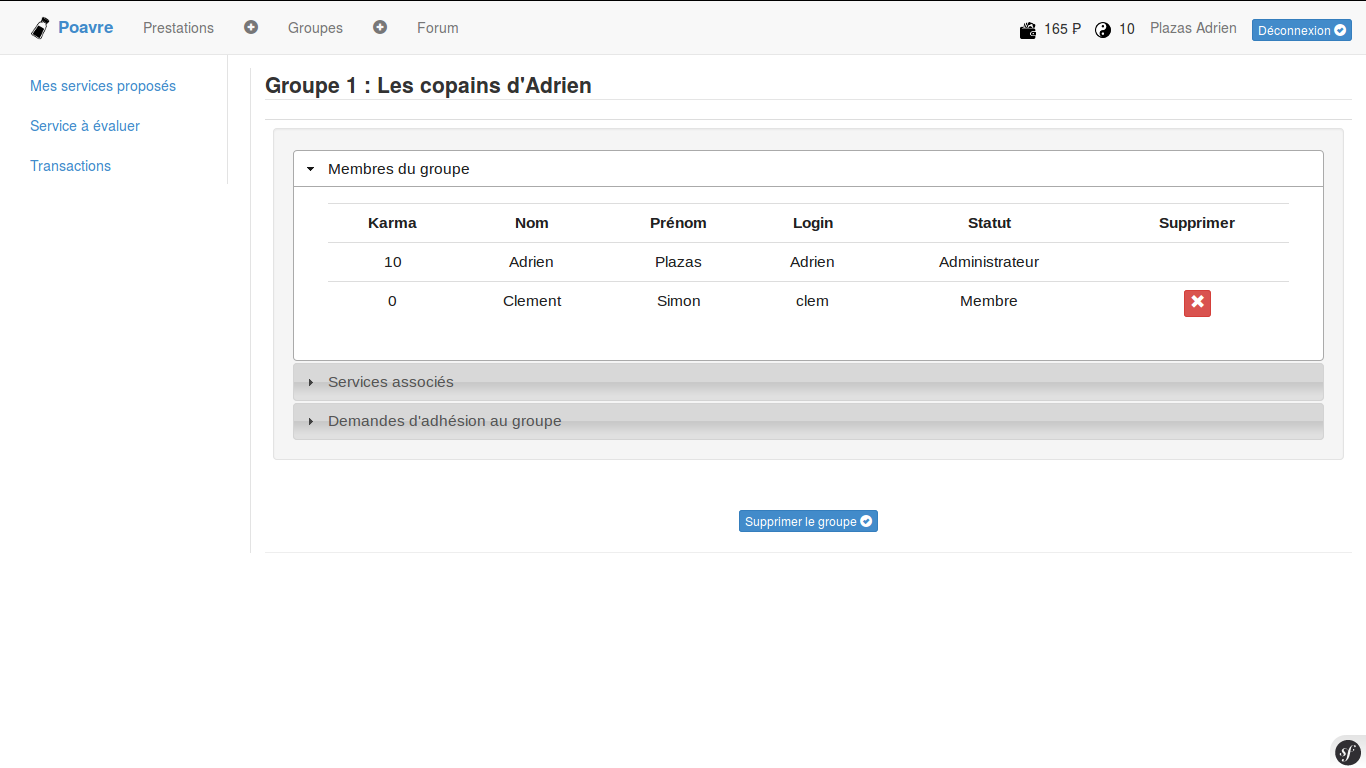 Poavre Prestations Groupes Forum 165 P 10 Plazas Adrien Déconnexion
Mes services proposés
Service à évaluer
Transactions
Groupe 1 : Les copains d'Adrien
Membres du groupe
Karma Nom Prénom Login Statut Supprimer
10 Adrien Plazas Adrien Administrateur
0 Clement Simon clem Membre
Services associés
Demandes d'adhésion au groupe
Supprimer le groupe
sf